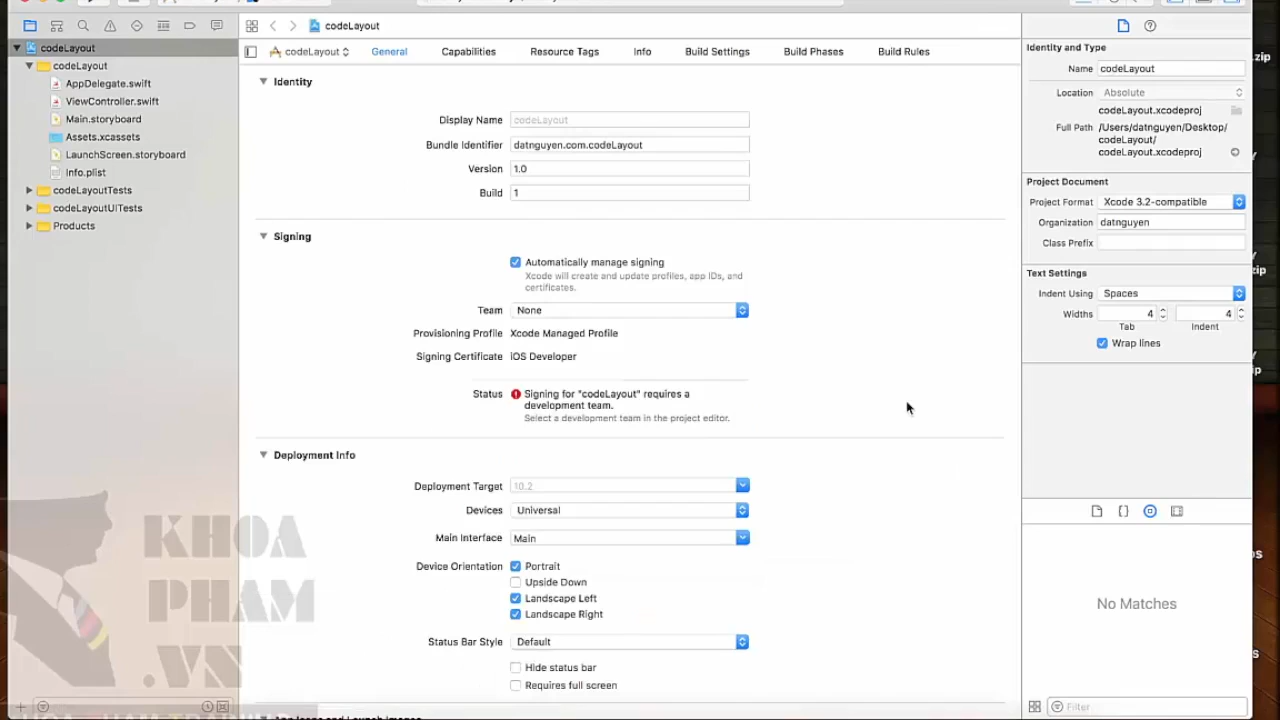 codeLayout
.zip
codeLayout
General
Capabilities
Resource Tags
Info
Build Settings
Build Phases
Build Rules
codeLayout
codeLayout
AppDelegate.swift
ViewController.swift
Main.storyboard
Assets.xcassets
LaunchScreen.storyboard
Info.plist
codeLayoutTests
codeLayoutUITests
Products
Identity
Display Name codeLayout
Bundle Identifier datnguyen.com.codeLayout
Version 1.0
Build 1
Signing
Automatically manage signing
Xcode will create and update profiles, app IDs, and
certificates.
Team None
Provisioning Profile Xcode Managed Profile
Signing Certificate iOS Developer
Status Signing for "codeLayout" requires a
development team.
Select a development team in the project editor.
Deployment Info
Deployment Target 10.2
Devices Universal
Main Interface Main
Device Orientation Portrait
Upside Down
Landscape Left
Landscape Right
Status Bar Style Default
Hide status bar
Requires full screen
App Icons and Launch Images
Identity and Type
Name codeLayout
Location Absolute
codeLayout.xcodeproj
Full Path /Users/datnguyen/Desktop/
codeLayout/
codeLayout.xcodeproj
Project Document
Project Format Xcode 3.2-compatible
Organization datnguyen
Class Prefix
Text Settings
Indent Using Spaces
Widths 4 4
Tab Indent
Wrap lines
No Matches
Filter
zip
KHOA
PHAM
.VN